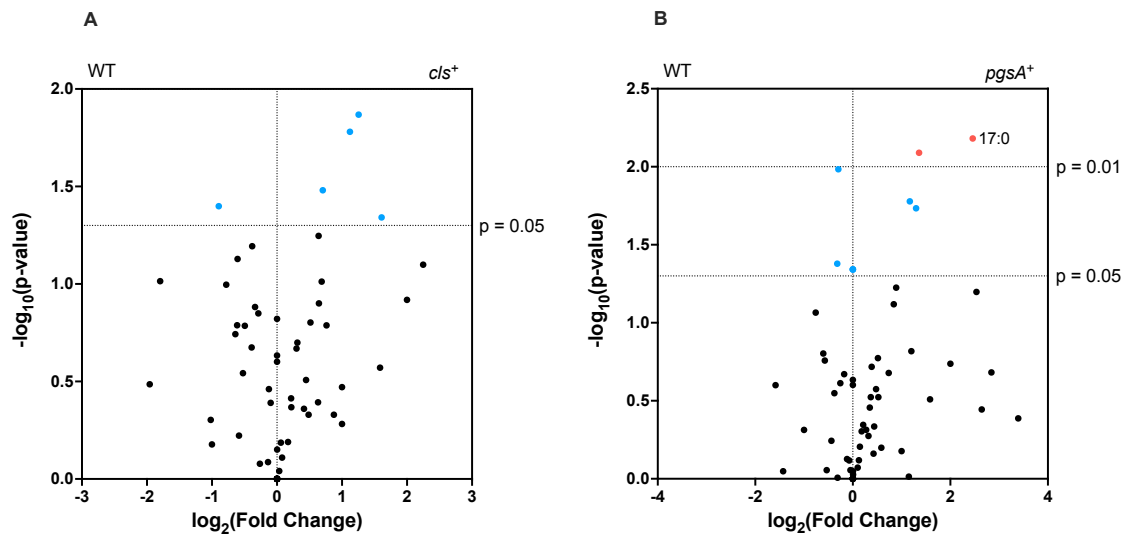 A
WT
cls+
2.0
1.5
1.0
0.5
0.0
-log10(p-value)
p = 0.05
-3
-2
-1
0
1
2
3
log2(Fold Change)
B
WT
pgsA+
2.5
2.0
1.5
1.0
0.5
0.0
-log10(p-value)
17:0
p = 0.01
p = 0.05
-4
-2
0
2
4
log2(Fold Change)